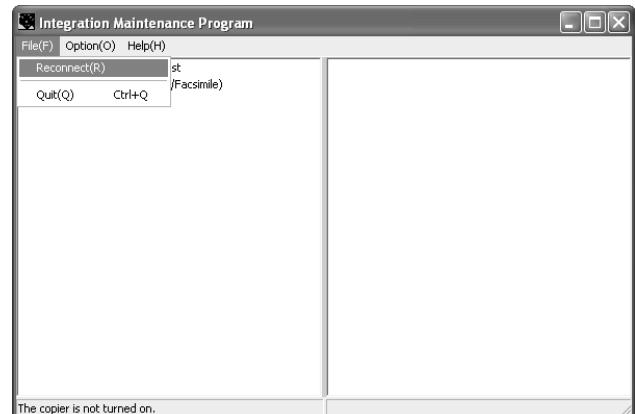 Integration Maintenance Program
File(F) Option(O) Help(H)
Reconnect(R)
st
/Facsimile)
Quit(Q) Ctrl+Q
The copier is not turned on.